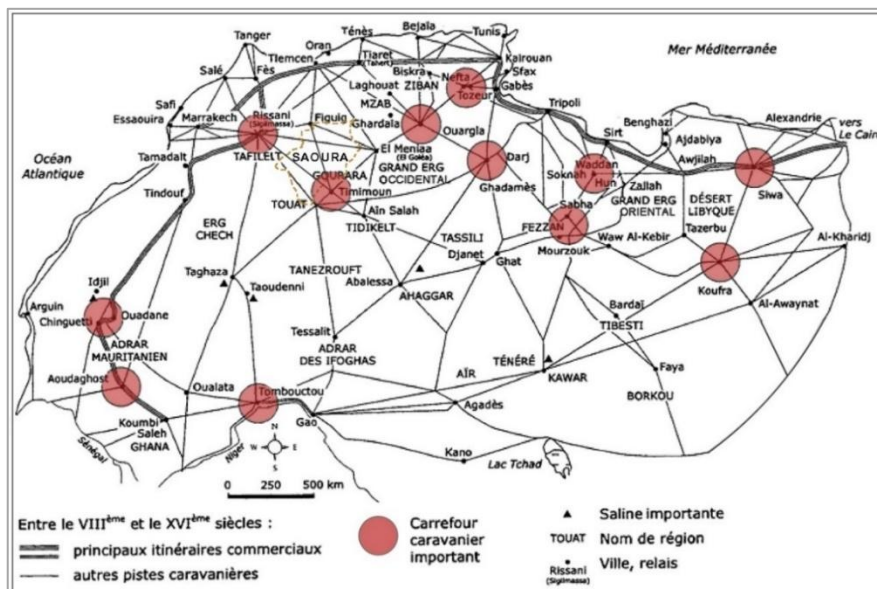 Tanger
Oran
Ténès
Bejaïa
Tunis
Tlemcen
Tiaret
(Tahert)
Kairouan
Mer Méditerranée
Salé
Fès
Biskra
Nefta
Sfax
Laghouat
ZIBAN
Tozeur
Gabès
Safi
MZAB
Essaouira
Marrakech
Rissani
(Sigilmassa)
Figuig
Ghardaïa
Ouargla
Tripoli
Benghazi
Alexandrie
vers
Le Caire
Océan
Atlantique
Tamadalt
TAFILELT
SAOURA
El Meniaa
(El Goléa)
GRAND ERG
OCCIDENTAL
Darj
Sirt
Ajdabiya
Waddan
Awjilah
Soknah
Hun
Zallah
Tindouf
GOURARA
Timimoun
Ghadamès
GRAND ERG
ORIENTAL
DÉSERT
LIBYQUE
Siwa
TOUAT
Aïn Salah
TIDIKELT
Sabha
FEZZAN
Tazerbu
ERG
CHECH
TASSILI
Djanet
Ghat
Mourzouk
Waw Al-Kebir
Al-Kharidj
Taghaza
TANEZROUFT
Abalessa
AHAGGAR
Koufra
Idjil
Taoudenni
Bardaï
Al-Awaynat
Arguin
Ouadane
Chinguetti
TIBESTI
ADRAR
MAURITANIEN
Tessalit
ADRAR
DES IFOGHAS
TÉNÉRÉ
KAWAR
Faya
Aoudaghost
Oualata
Tombouctou
AÏR
BORKOU
Agadès
Koumbi
Saleh
GHANA
Gao
Sénégal
Niger
N
W
E
S
Kano
Lac Tchad
0 250 500 km
Entre le VIIIème et le XVIème siècles :
principaux itinéraires commerciaux
autres pistes caravanières
Carrefour
caravanier
important
Saline importante
TOUAT Nom de région
Rissani
(Sigilmassa)
Ville, relais